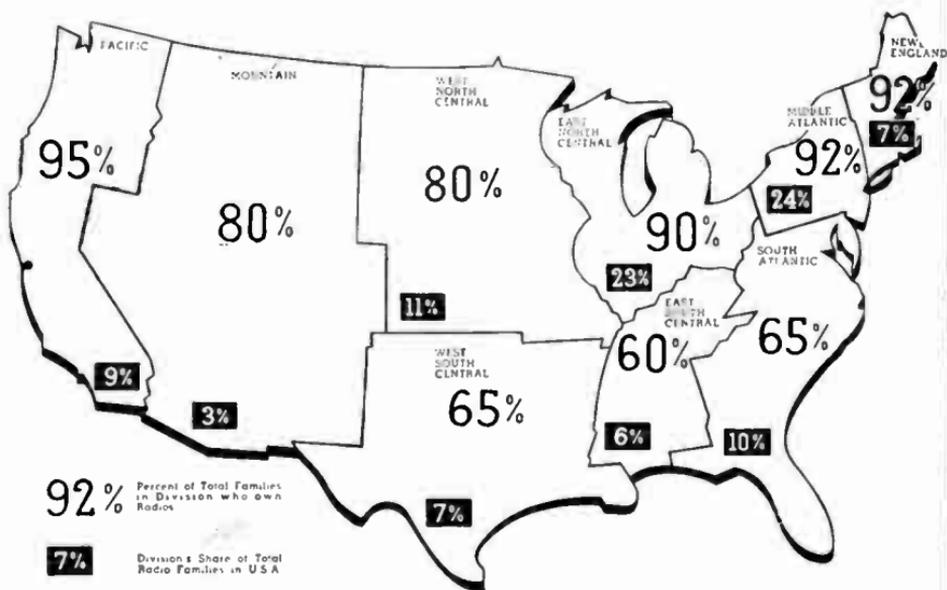 PACIFIC
95%
9%
MOUNTAIN
80%
3%
WEST
NORTH
CENTRAL
80%
11%
WEST
SOUTH
CENTRAL
65%
7%
EAST
NORTH
CENTRAL
90%
23%
EAST
SOUTH
CENTRAL
60%
6%
SOUTH
ATLANTIC
65%
10%
MIDDLE
ATLANTIC
92%
24%
NEW
ENGLAND
92%
7%
92% Percent of Total Families
in Division who own
Radios
7% Division's Share of Total
Radio Families in U S A